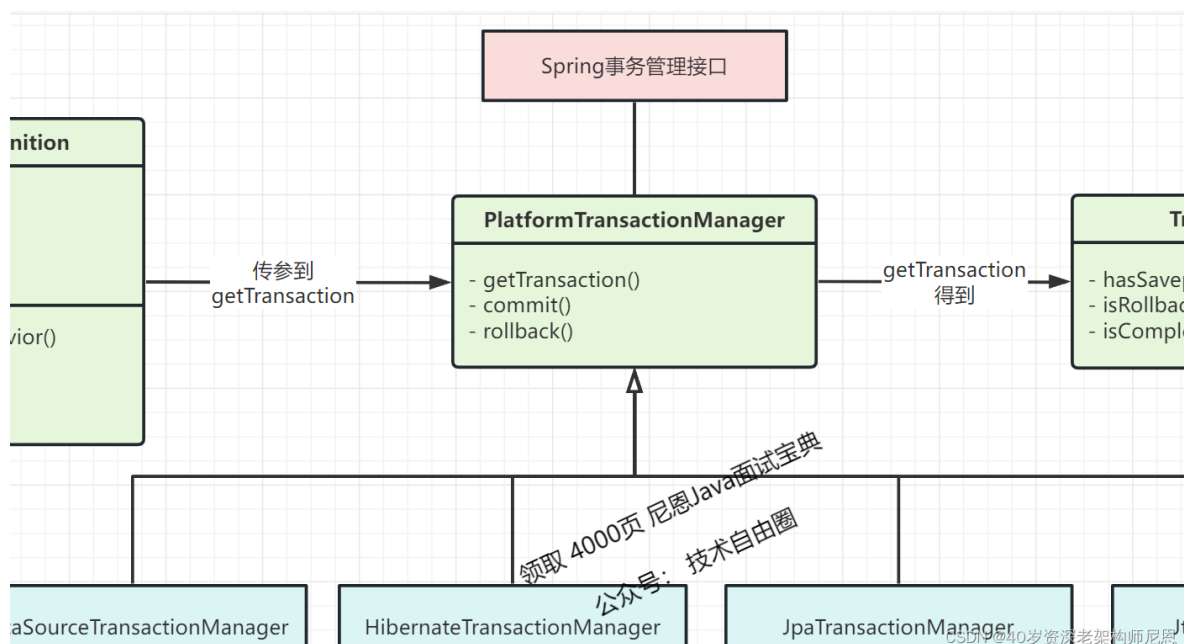 Spring事务管理接口
nition
vior()
传参到
getTransaction
PlatformTransactionManager
- getTransaction()
- commit()
- rollback()
getTransaction
得到
Tr
- hasSavep
- isRollbac
- isComple
领取 4000页 尼恩Java面试宝典
公众号： 技术自由圈
aSourceTransactionManager
HibernateTransactionManager
JpaTransactionManager
CSDN @40岁资深老架构师尼恩